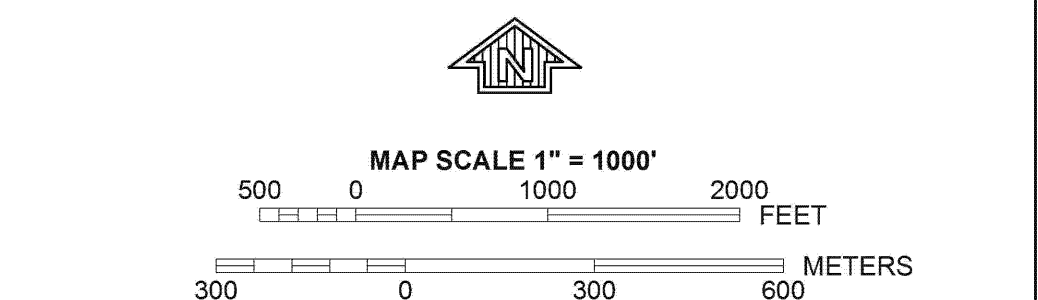 N
MAP SCALE 1" = 1000'
500 0 1000 2000
FEET
METERS
300 0 300 600